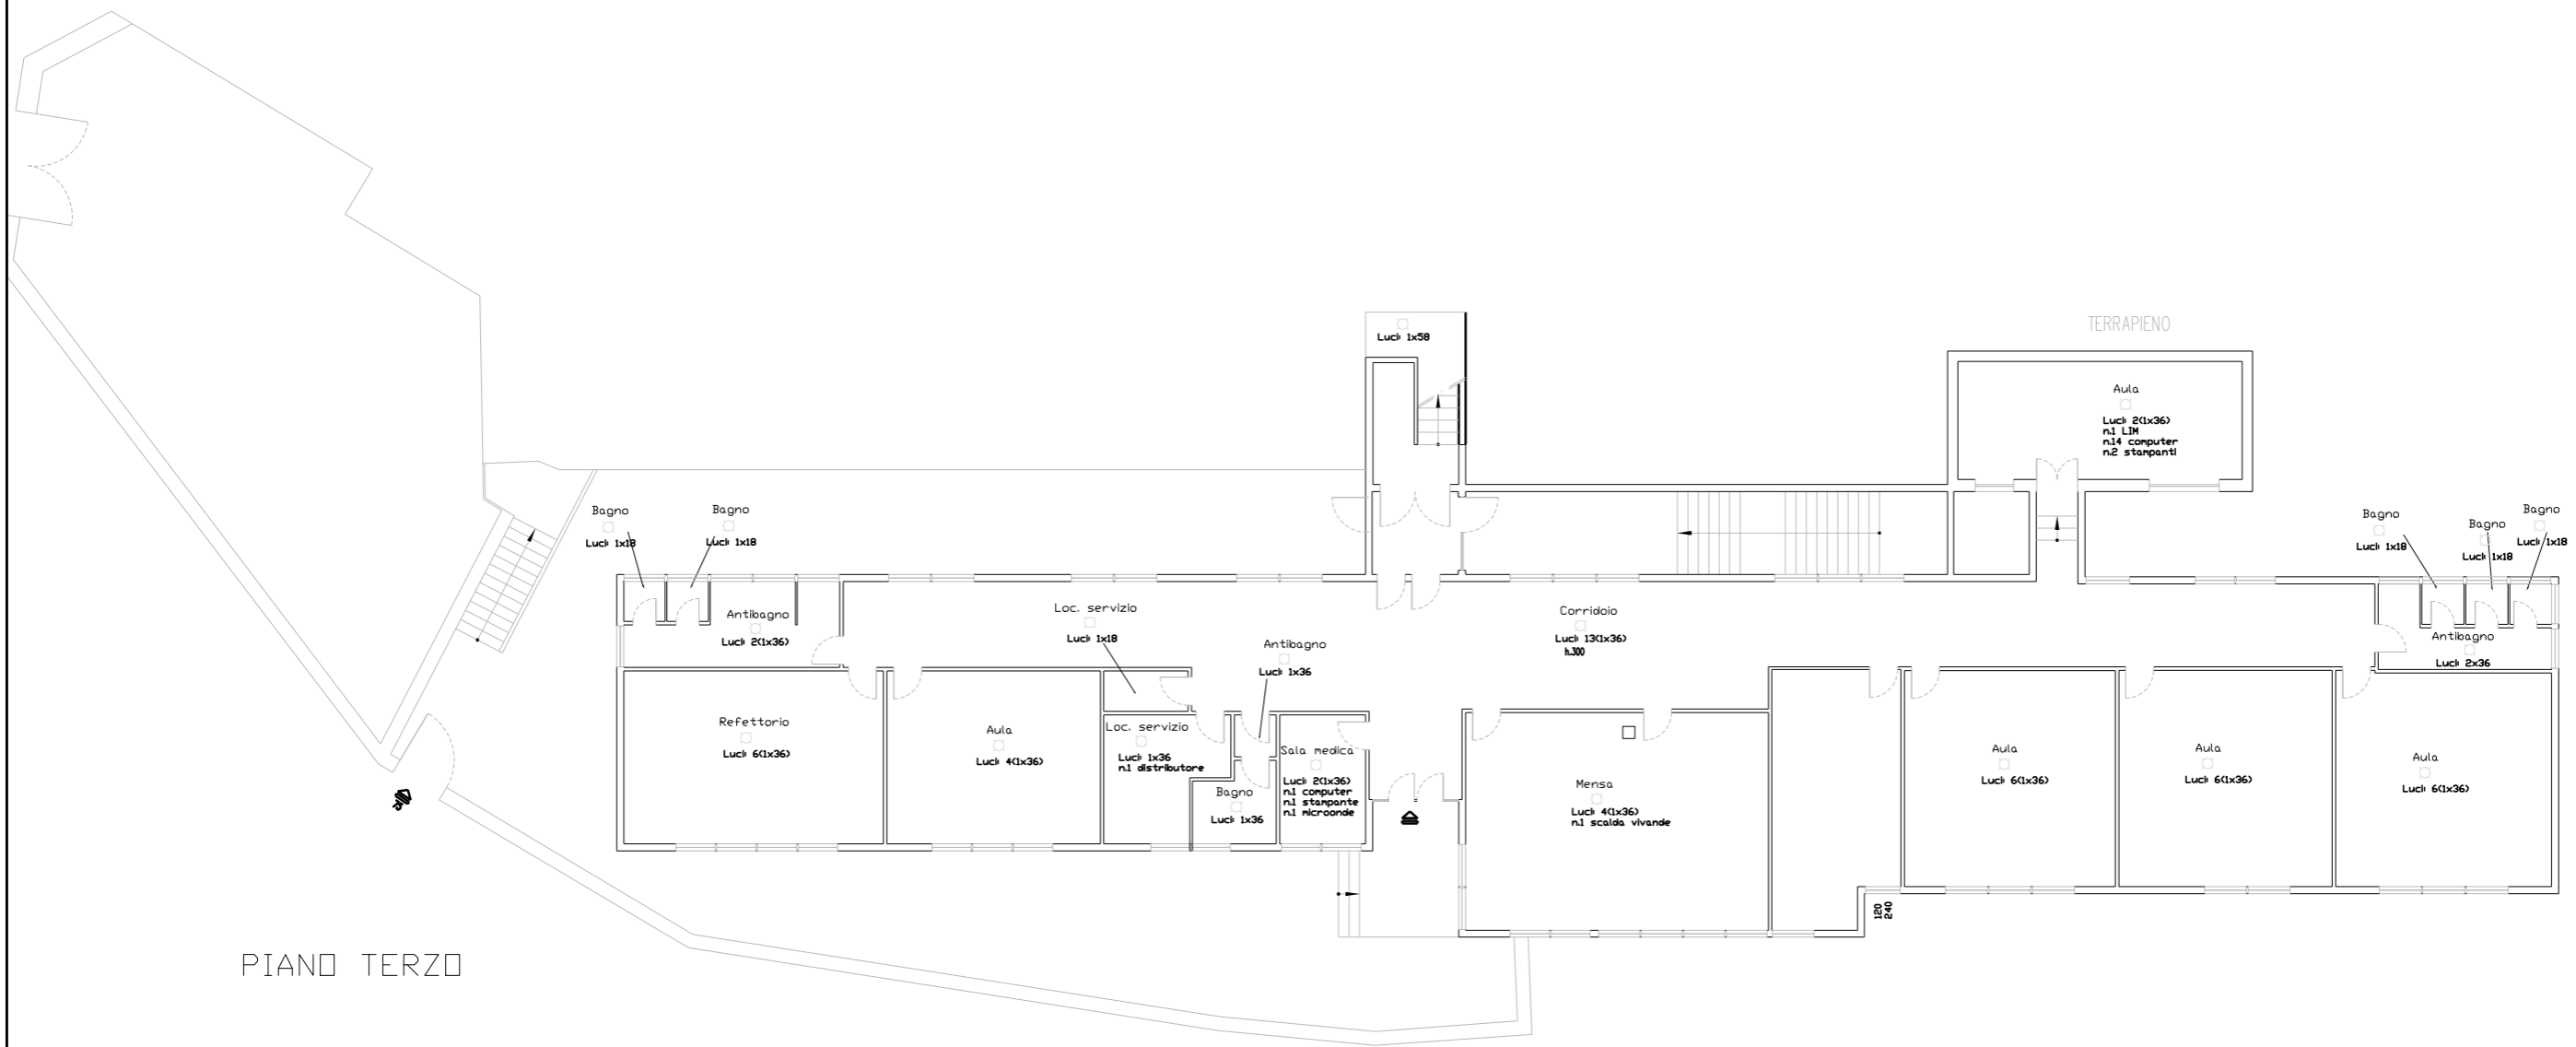 Luci: 1x58
TERRAPIENO
Aula
Luci: 2(1x36)
n.1 LIM
n.14 computer
n.2 stampanti
Bagno
Luci: 1x18
Bagno
Luci: 1x18
Bagno
Luci: 1x18
Bagno
Luci: 1x18
Bagno
Luci: 1x18
Antibagno
Luci: 2(1x36)
Loc. servizio
Luci: 1x18
Antibagno
Luci: 1x36
Corridoio
Luci: 13(1x36)
h.300
Antibagno
Luci: 2x36
Refettorio
Luci: 6(1x36)
Aula
Luci: 4(1x36)
Loc. servizio
Luci: 1x36
n.1 distributore
Bagno
Luci: 1x36
Sala medica
Luci: 2(1x36)
n.1 computer
n.1 stampante
n.1 microonde
Mensa
Luci: 4(1x36)
n.1 scalda vivande
Aula
Luci: 6(1x36)
Aula
Luci: 6(1x36)
Aula
Luci: 6(1x36)
120
240
PIANO TERZO